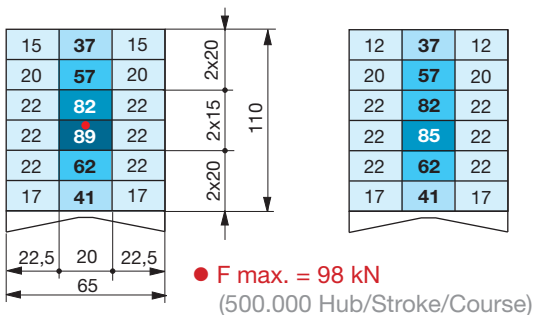 15 37 15
20 57 20
22 82 22
22 89 22
22 62 22
17 41 17
2x20
2x15
2x20
110
22,5 20 22,5
65
12 37 12
20 57 20
22 82 22
22 85 22
22 62 22
17 41 17
F max. = 98 kN
(500.000 Hub/Stroke/Course)